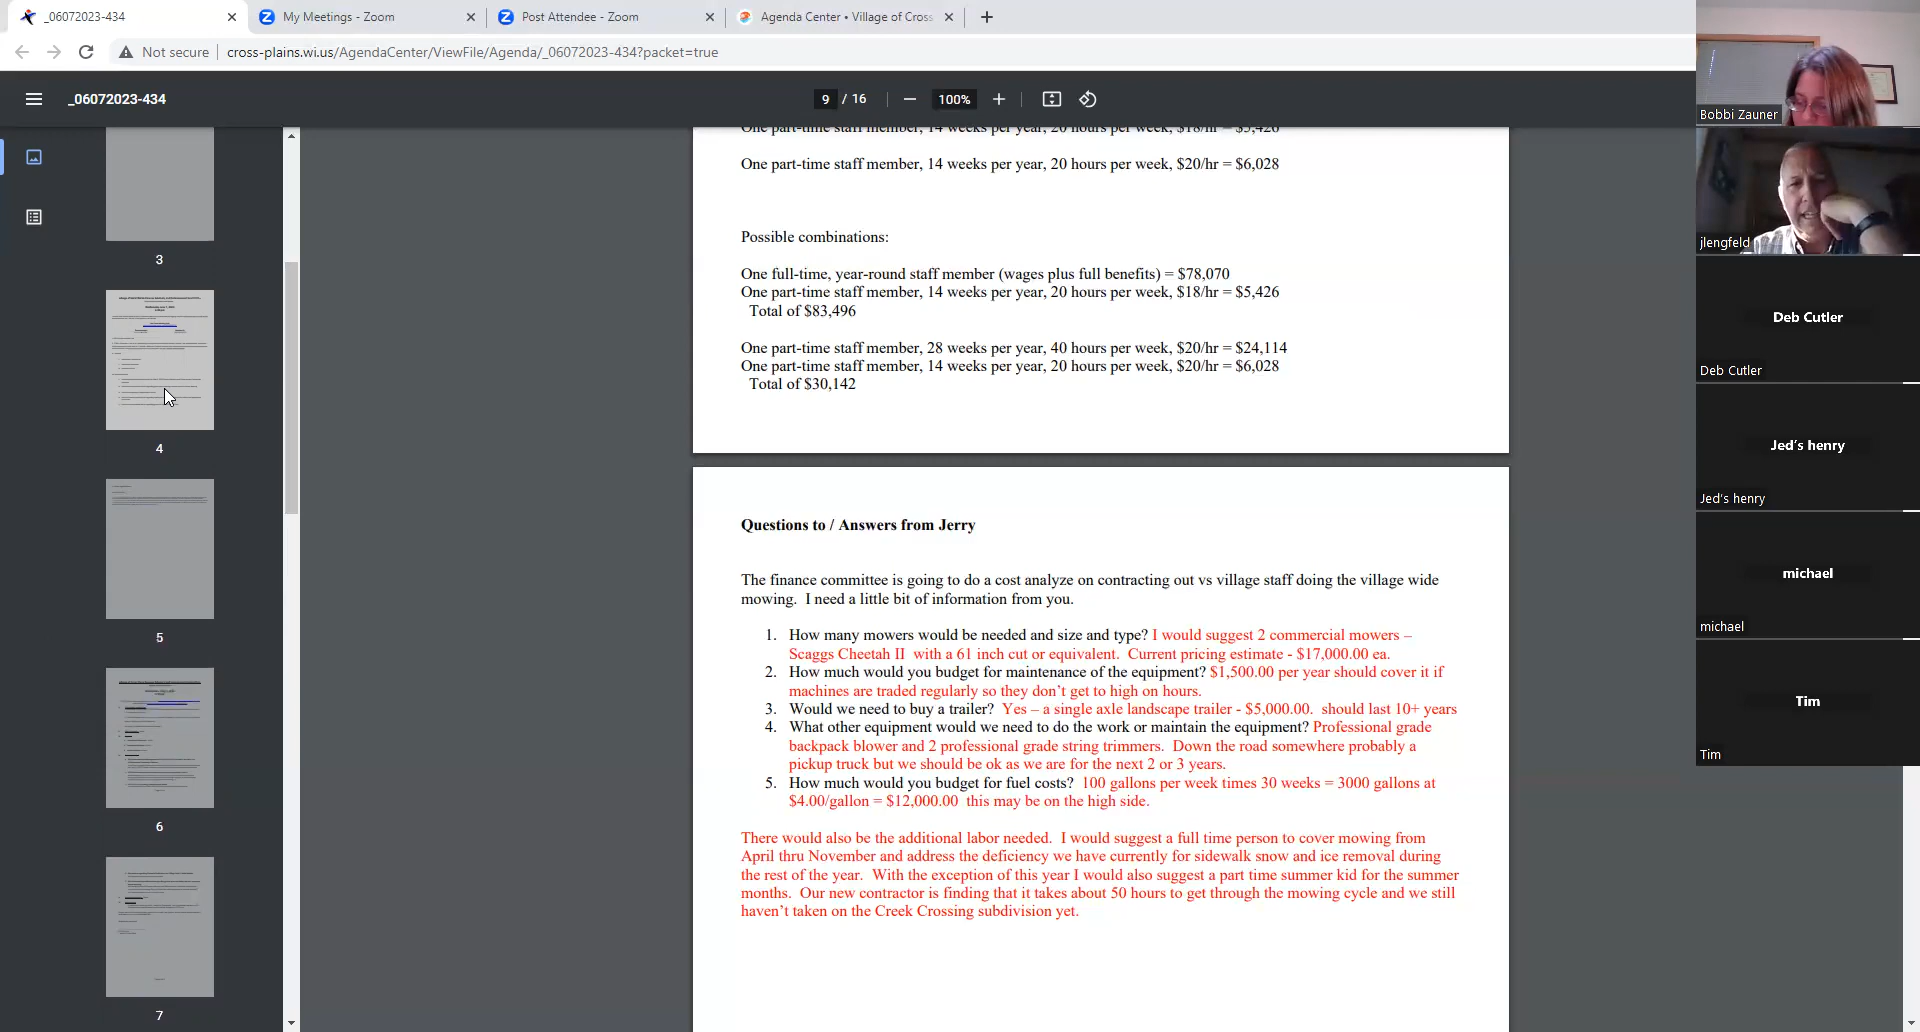 _06072023-434
My Meetings - Zoom
Post Attendee - Zoom
Agenda Center • Village of Cross
Not secure
cross-plains.wi.us/AgendaCenter/ViewFile/Agenda/_06072023-434?packet=true
_06072023-434
9 / 16
100%
3
4
5
6
7
One part-time staff member, 14 weeks per year, 20 hours per week, $18/hr = $5,426
One part-time staff member, 14 weeks per year, 20 hours per week, $20/hr = $6,028
Possible combinations:
One full-time, year-round staff member (wages plus full benefits) = $78,070
One part-time staff member, 14 weeks per year, 20 hours per week, $18/hr = $5,426
Total of $83,496
One part-time staff member, 28 weeks per year, 40 hours per week, $20/hr = $24,114
One part-time staff member, 14 weeks per year, 20 hours per week, $20/hr = $6,028
Total of $30,142
Questions to / Answers from Jerry
The finance committee is going to do a cost analyze on contracting out vs village staff doing the village wide
mowing. I need a little bit of information from you.
1. How many mowers would be needed and size and type? I would suggest 2 commercial mowers –
Scaggs Cheetah II with a 61 inch cut or equivalent. Current pricing estimate - $17,000.00 ea.
2. How much would you budget for maintenance of the equipment? $1,500.00 per year should cover it if
machines are traded regularly so they don’t get to high on hours.
3. Would we need to buy a trailer? Yes – a single axle landscape trailer - $5,000.00. should last 10+ years
4. What other equipment would we need to do the work or maintain the equipment? Professional grade
backpack blower and 2 professional grade string trimmers. Down the road somewhere probably a
pickup truck but we should be ok as we are for the next 2 or 3 years.
5. How much would you budget for fuel costs? 100 gallons per week times 30 weeks = 3000 gallons at
$4.00/gallon = $12,000.00 this may be on the high side.
There would also be the additional labor needed. I would suggest a full time person to cover mowing from
April thru November and address the deficiency we have currently for sidewalk snow and ice removal during
the rest of the year. With the exception of this year I would also suggest a part time summer kid for the summer
months. Our new contractor is finding that it takes about 50 hours to get through the mowing cycle and we still
haven’t taken on the Creek Crossing subdivision yet.
Bobbi Zauner
jlengfeld
Deb Cutler
Deb Cutler
Jed’s henry
Jed's henry
michael
michael
Tim
Tim